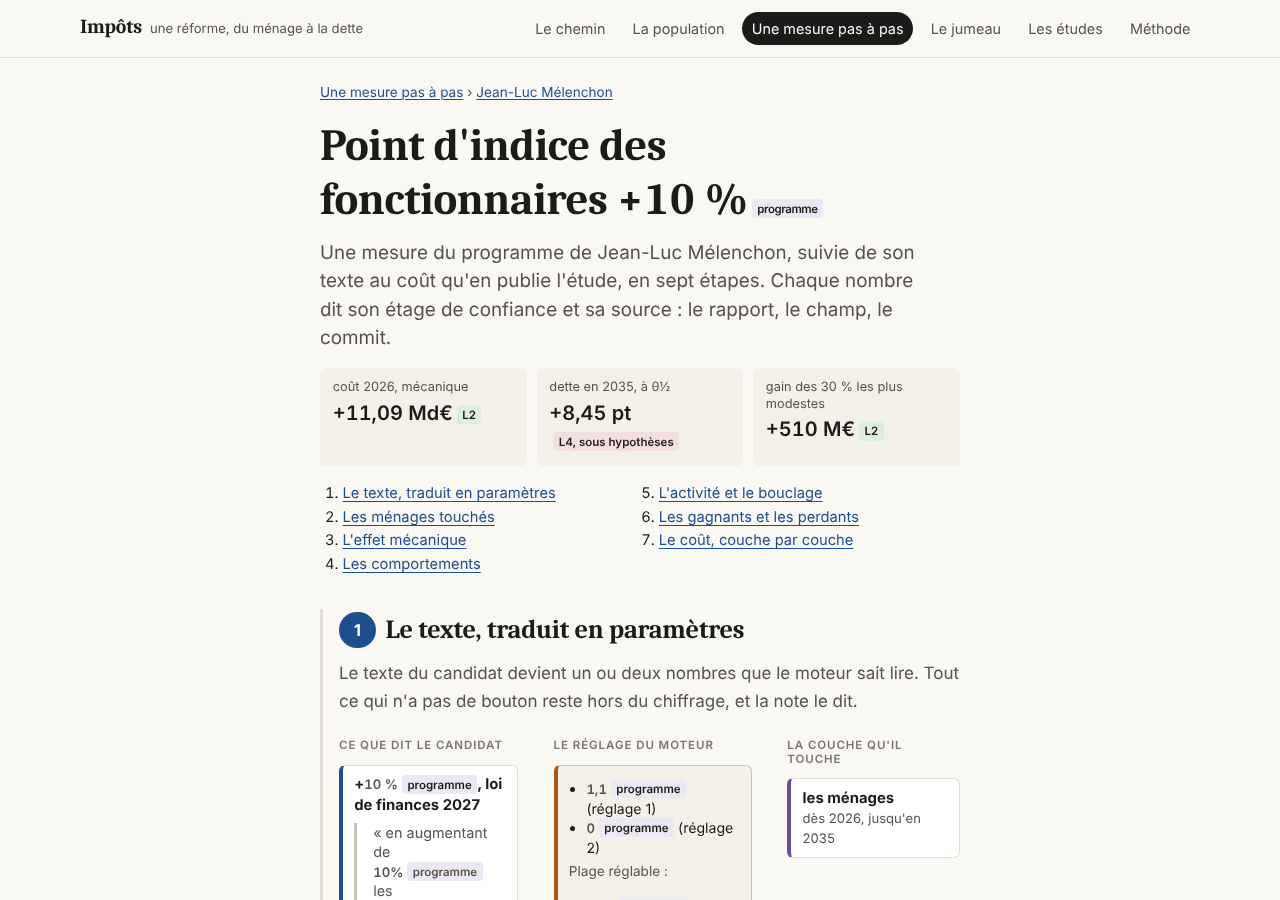 Impôts une réforme, du ménage à la dette
Le chemin
La population
Une mesure pas à pas
Le jumeau
Les études
Méthode
Une mesure pas à pas › Jean-Luc Mélenchon
Point d'indice des
fonctionnaires +10 % programme
Une mesure du programme de Jean-Luc Mélenchon, suivie de son
texte au coût qu'en publie l'étude, en sept étapes. Chaque nombre
dit son étage de confiance et sa source : le rapport, le champ, le
commit.
coût 2026, mécanique
+11,09 Md€ L2
dette en 2035, à θ½
+8,45 pt
L4, sous hypothèses
gain des 30 % les plus
modestes
+510 M€ L2
1. Le texte, traduit en paramètres
2. Les ménages touchés
3. L'effet mécanique
4. Les comportements
5. L'activité et le bouclage
6. Les gagnants et les perdants
7. Le coût, couche par couche
1 Le texte, traduit en paramètres
Le texte du candidat devient un ou deux nombres que le moteur sait lire. Tout
ce qui n'a pas de bouton reste hors du chiffrage, et la note le dit.
CE QUE DIT LE CANDIDAT
+10 % programme, loi
de finances 2027
« en augmentant
de
10% programme
les
LE RÉGLAGE DU MOTEUR
• 1,1 programme
(réglage 1)
• 0 programme (réglage
2)
Plage réglable :
LA COUCHE QU'IL
TOUCHE
les ménages
dès 2026, jusqu'en
2035